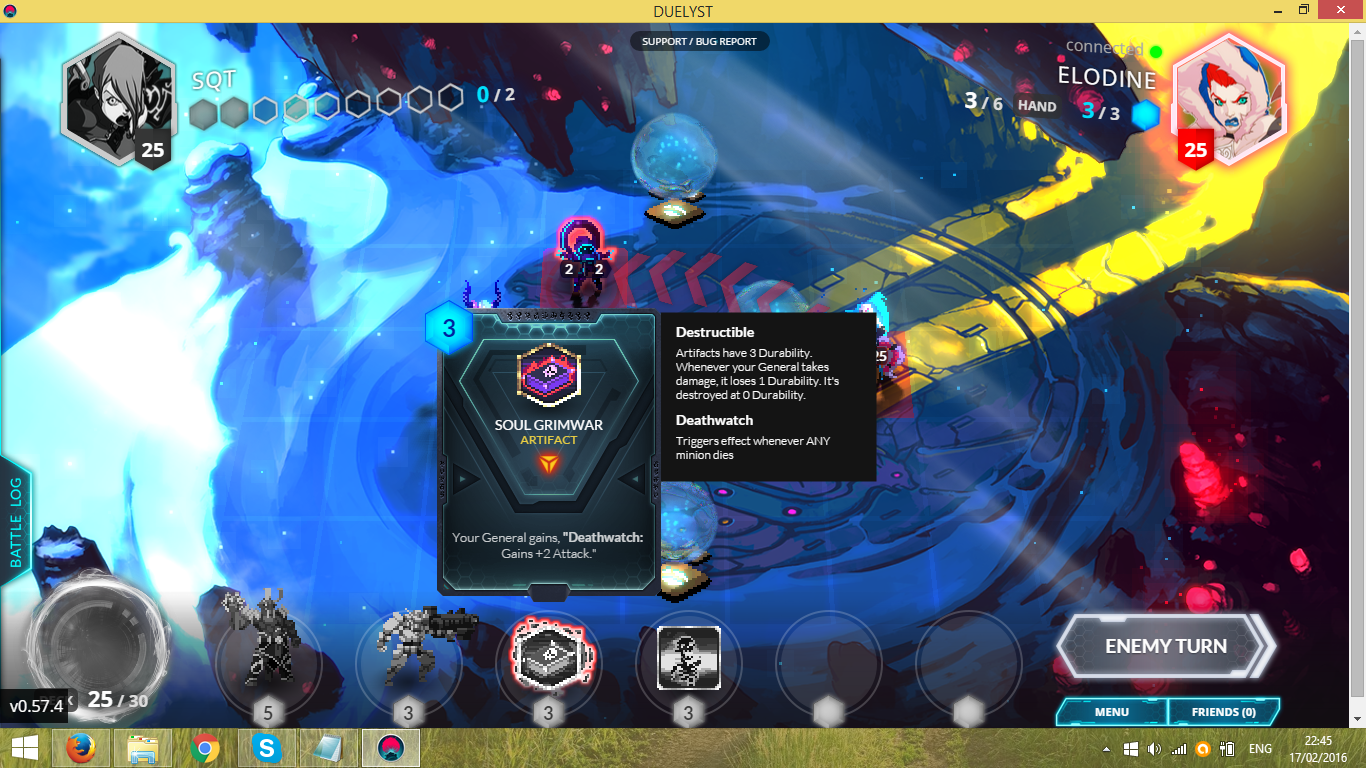 DUELYST
SUPPORT / BUG REPORT
SQT
0 / 2
25
connected
ELODINE
3 / 6 HAND
3 / 3
25
2 2
3
SOUL GRIMWAR
ARTIFACT
Your General gains, "Deathwatch:
Gains +2 Attack."
Destructible
Artifacts have 3 Durability.
Whenever your General takes
damage, it loses 1 Durability. It's
destroyed at 0 Durability.
Deathwatch
Triggers effect whenever ANY
minion dies
25
BATTLE LOG
25 / 30
v0.57.4
5
3
3
3
ENEMY TURN
MENU
FRIENDS (0)
ENG
22:45
17/02/2016